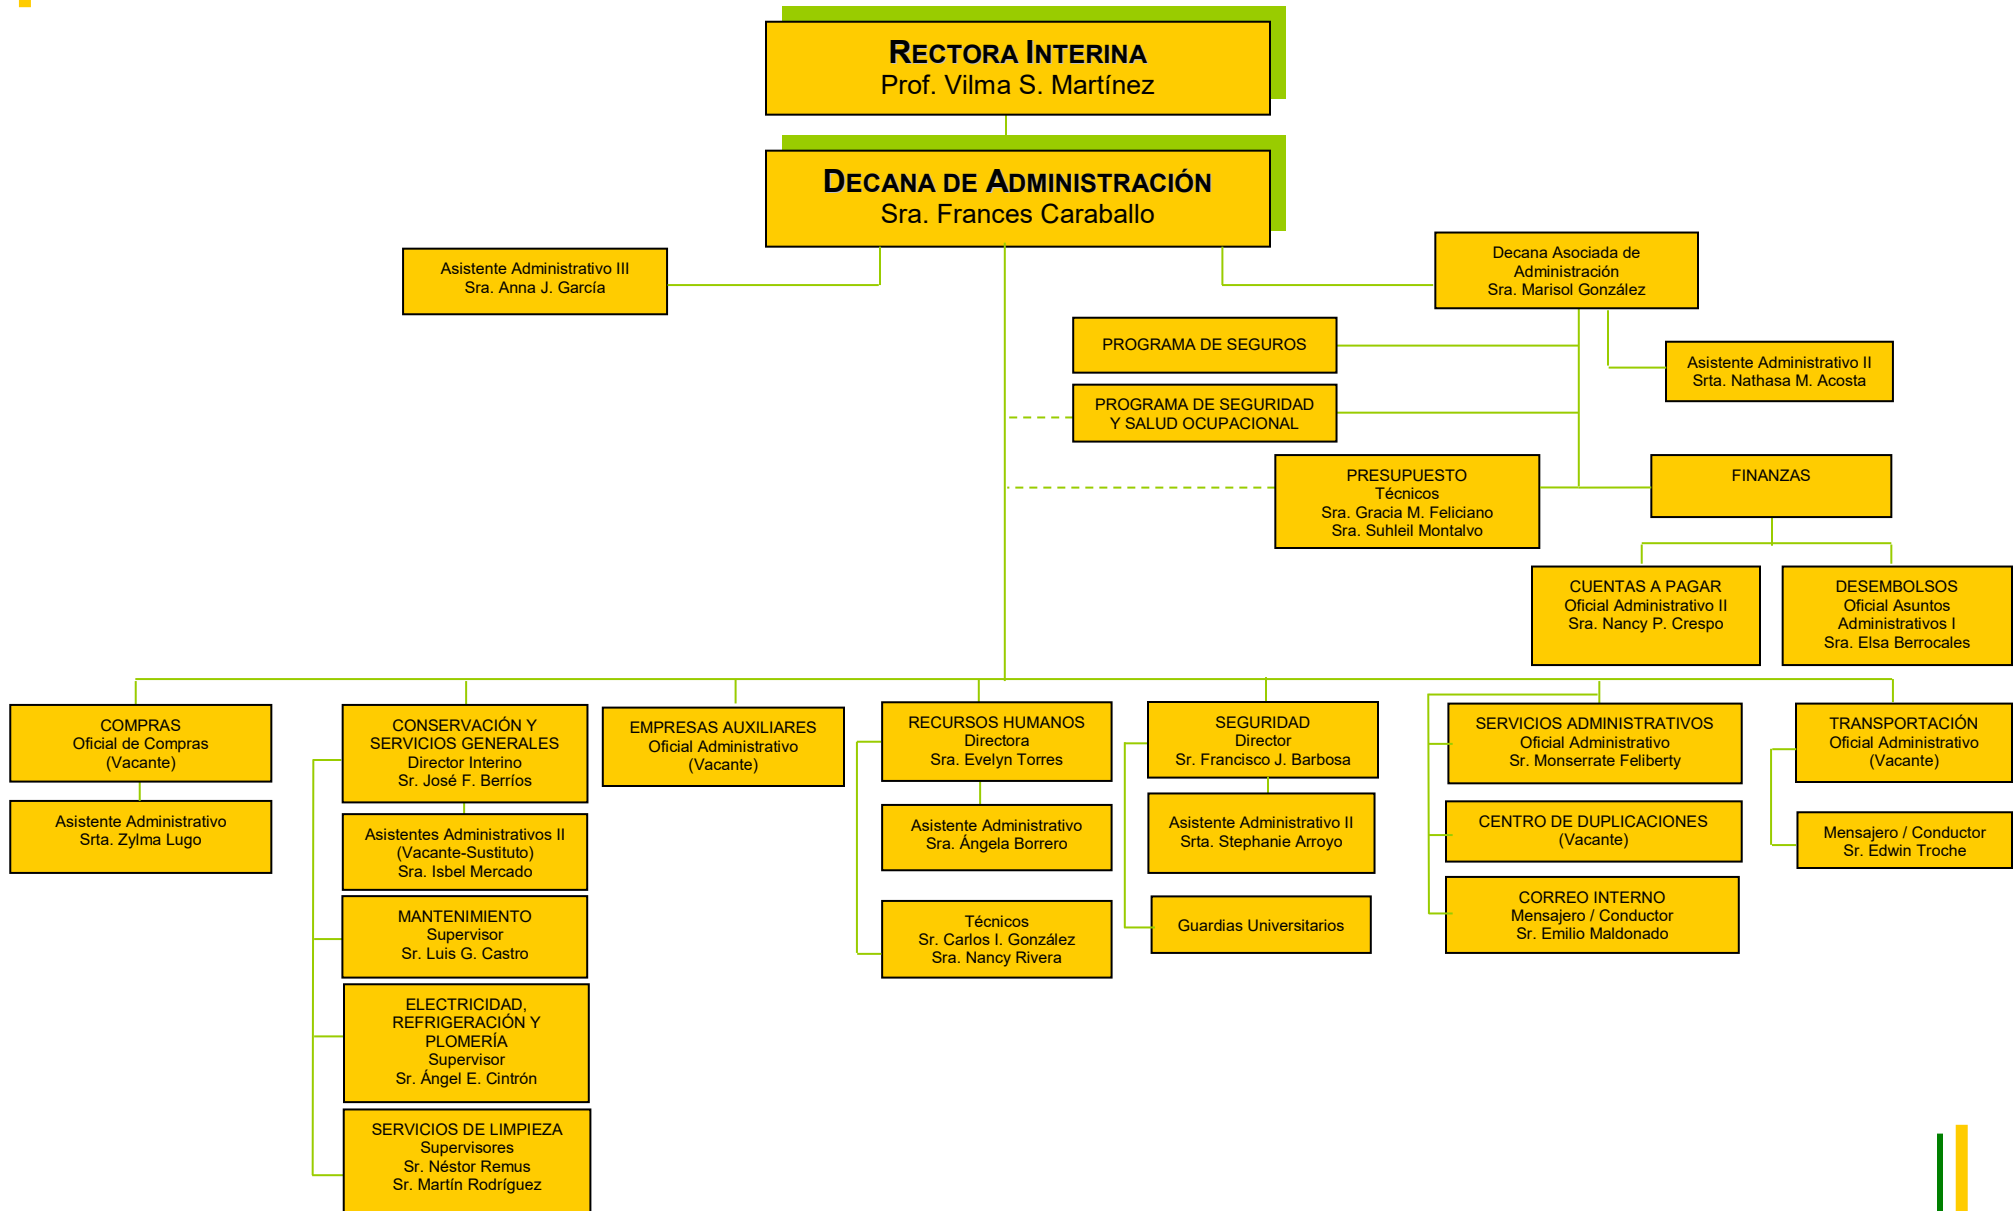 RECTORA INTERINA
Prof. Vilma S. Martínez
DECANA DE ADMINISTRACIÓN
Sra. Frances Caraballo
Asistente Administrativo III
Sra. Anna J. García
Decana Asociada de
Administración
Sra. Marisol González
PROGRAMA DE SEGUROS
Asistente Administrativo II
Srta. Nathasa M. Acosta
PROGRAMA DE SEGURIDAD
Y SALUD OCUPACIONAL
PRESUPUESTO
Técnicos
Sra. Gracia M. Feliciano
Sra. Suhleil Montalvo
FINANZAS
CUENTAS A PAGAR
Oficial Administrativo II
Sra. Nancy P. Crespo
DESEMBOLSOS
Oficial Asuntos
Administrativos I
Sra. Elsa Berrocales
COMPRAS
Oficial de Compras
(Vacante)
Asistente Administrativo
Srta. Zylma Lugo
CONSERVACIÓN Y
SERVICIOS GENERALES
Director Interino
Sr. José F. Berríos
Asistentes Administrativos II
(Vacante-Sustituto)
Sra. Isbel Mercado
MANTENIMIENTO
Supervisor
Sr. Luis G. Castro
ELECTRICIDAD,
REFRIGERACIÓN Y
PLOMERÍA
Supervisor
Sr. Ángel E. Cintrón
SERVICIOS DE LIMPIEZA
Supervisores
Sr. Néstor Remus
Sr. Martín Rodríguez
EMPRESAS AUXILIARES
Oficial Administrativo
(Vacante)
RECURSOS HUMANOS
Directora
Sra. Evelyn Torres
Asistente Administrativo
Sra. Ángela Borrero
Técnicos
Sr. Carlos I. González
Sra. Nancy Rivera
SEGURIDAD
Director
Sr. Francisco J. Barbosa
Asistente Administrativo II
Srta. Stephanie Arroyo
Guardias Universitarios
SERVICIOS ADMINISTRATIVOS
Oficial Administrativo
Sr. Monserrate Feliberty
CENTRO DE DUPLICACIONES
(Vacante)
CORREO INTERNO
Mensajero / Conductor
Sr. Emilio Maldonado
TRANSPORTACIÓN
Oficial Administrativo
(Vacante)
Mensajero / Conductor
Sr. Edwin Troche